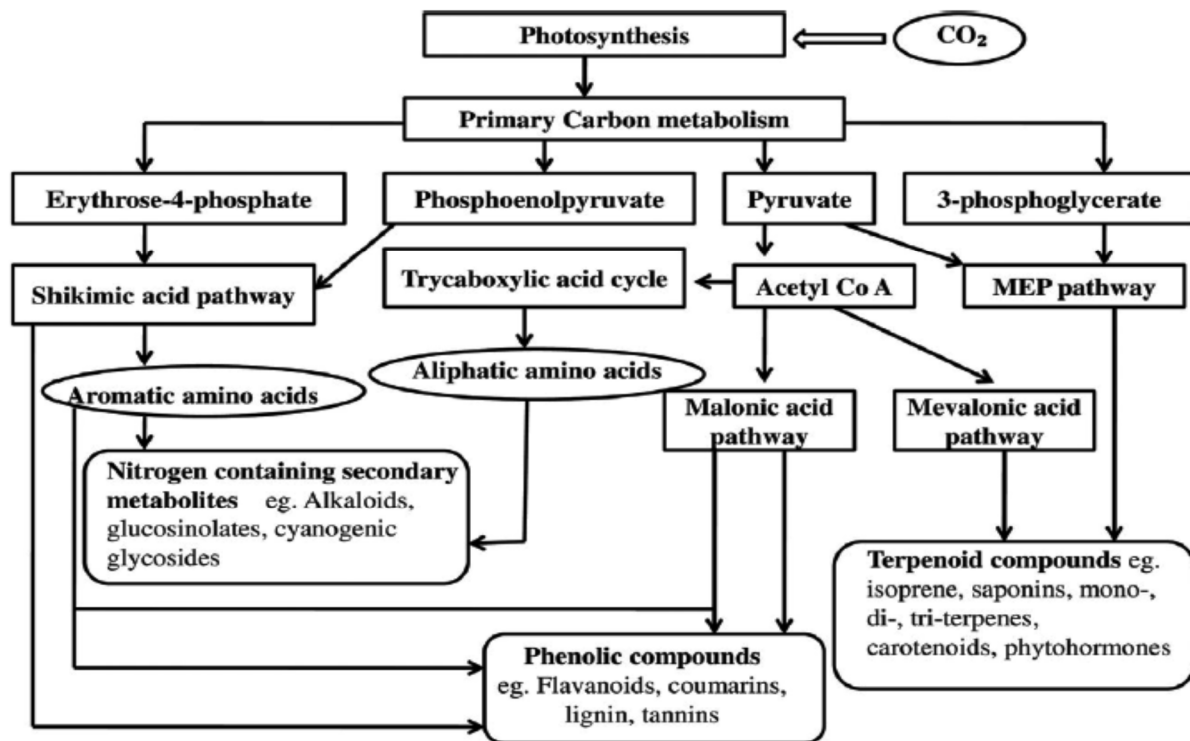 Photosynthesis
CO₂
Primary Carbon metabolism
Erythrose-4-phosphate
Phosphoenolpyruvate
Pyruvate
3-phosphoglycerate
Shikimic acid pathway
Trycaboxylic acid cycle
Acetyl Co A
MEP pathway
Aromatic amino acids
Aliphatic amino acids
Malonic acid
pathway
Mevalonic acid
pathway
Nitrogen containing secondary
metabolites eg. Alkaloids,
glucosinolates, cyanogenic
glycosides
Terpenoid compounds eg.
isoprene, saponins, mono-,
di-, tri-terpenes,
carotenoids, phytohormones
Phenolic compounds
eg. Flavanoids, coumarins,
lignin, tannins